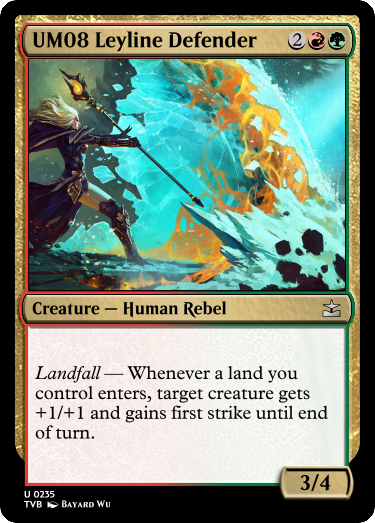 UM08 Leyline Defender 2
Creature — Human Rebel
Landfall — Whenever a land you
control enters, target creature gets
+1/+1 and gains first strike until end
of turn.
3/4
U 0235
TVB Bayard Wu